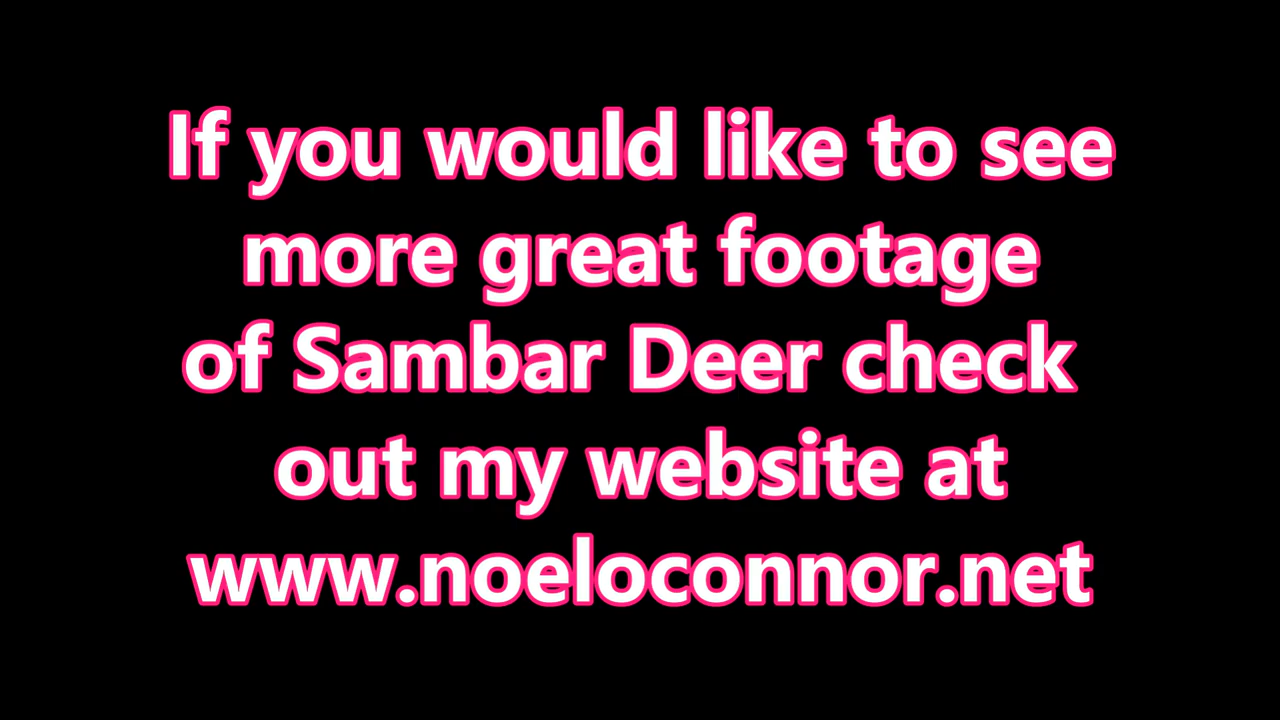 If you would like to see
more great footage
of Sambar Deer check
out my website at
www.noeloconnor.net